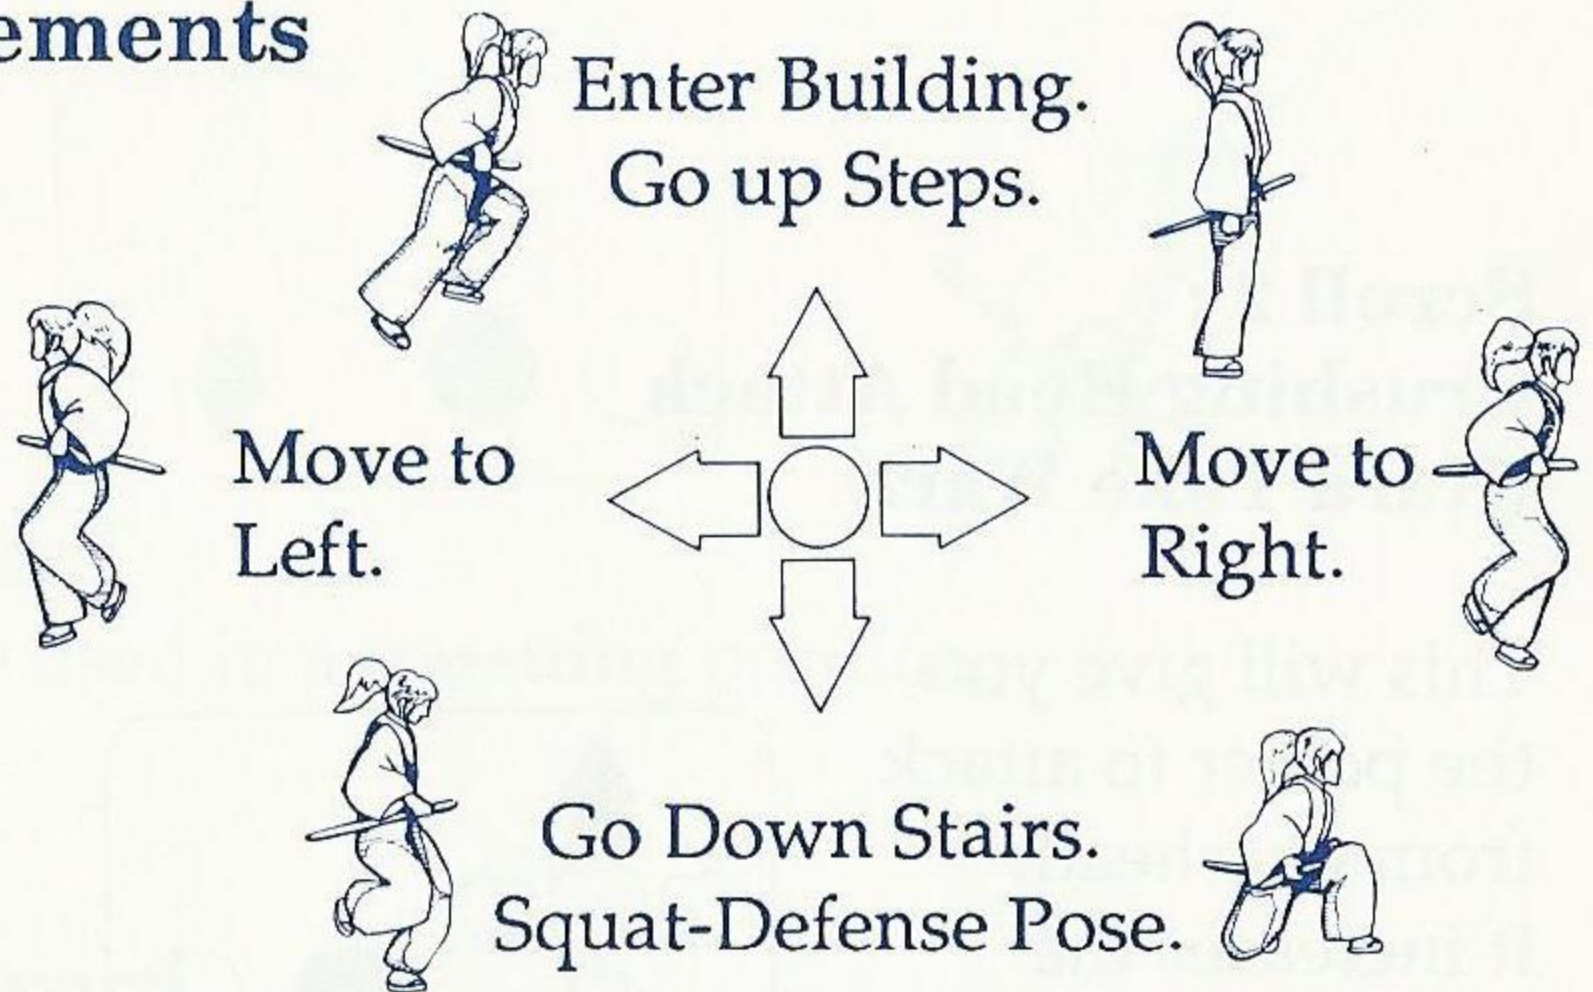 ements
Enter Building.
Go up Steps.
Move to
Left.
Move to
Right.
Go Down Stairs.
Squat-Defense Pose.